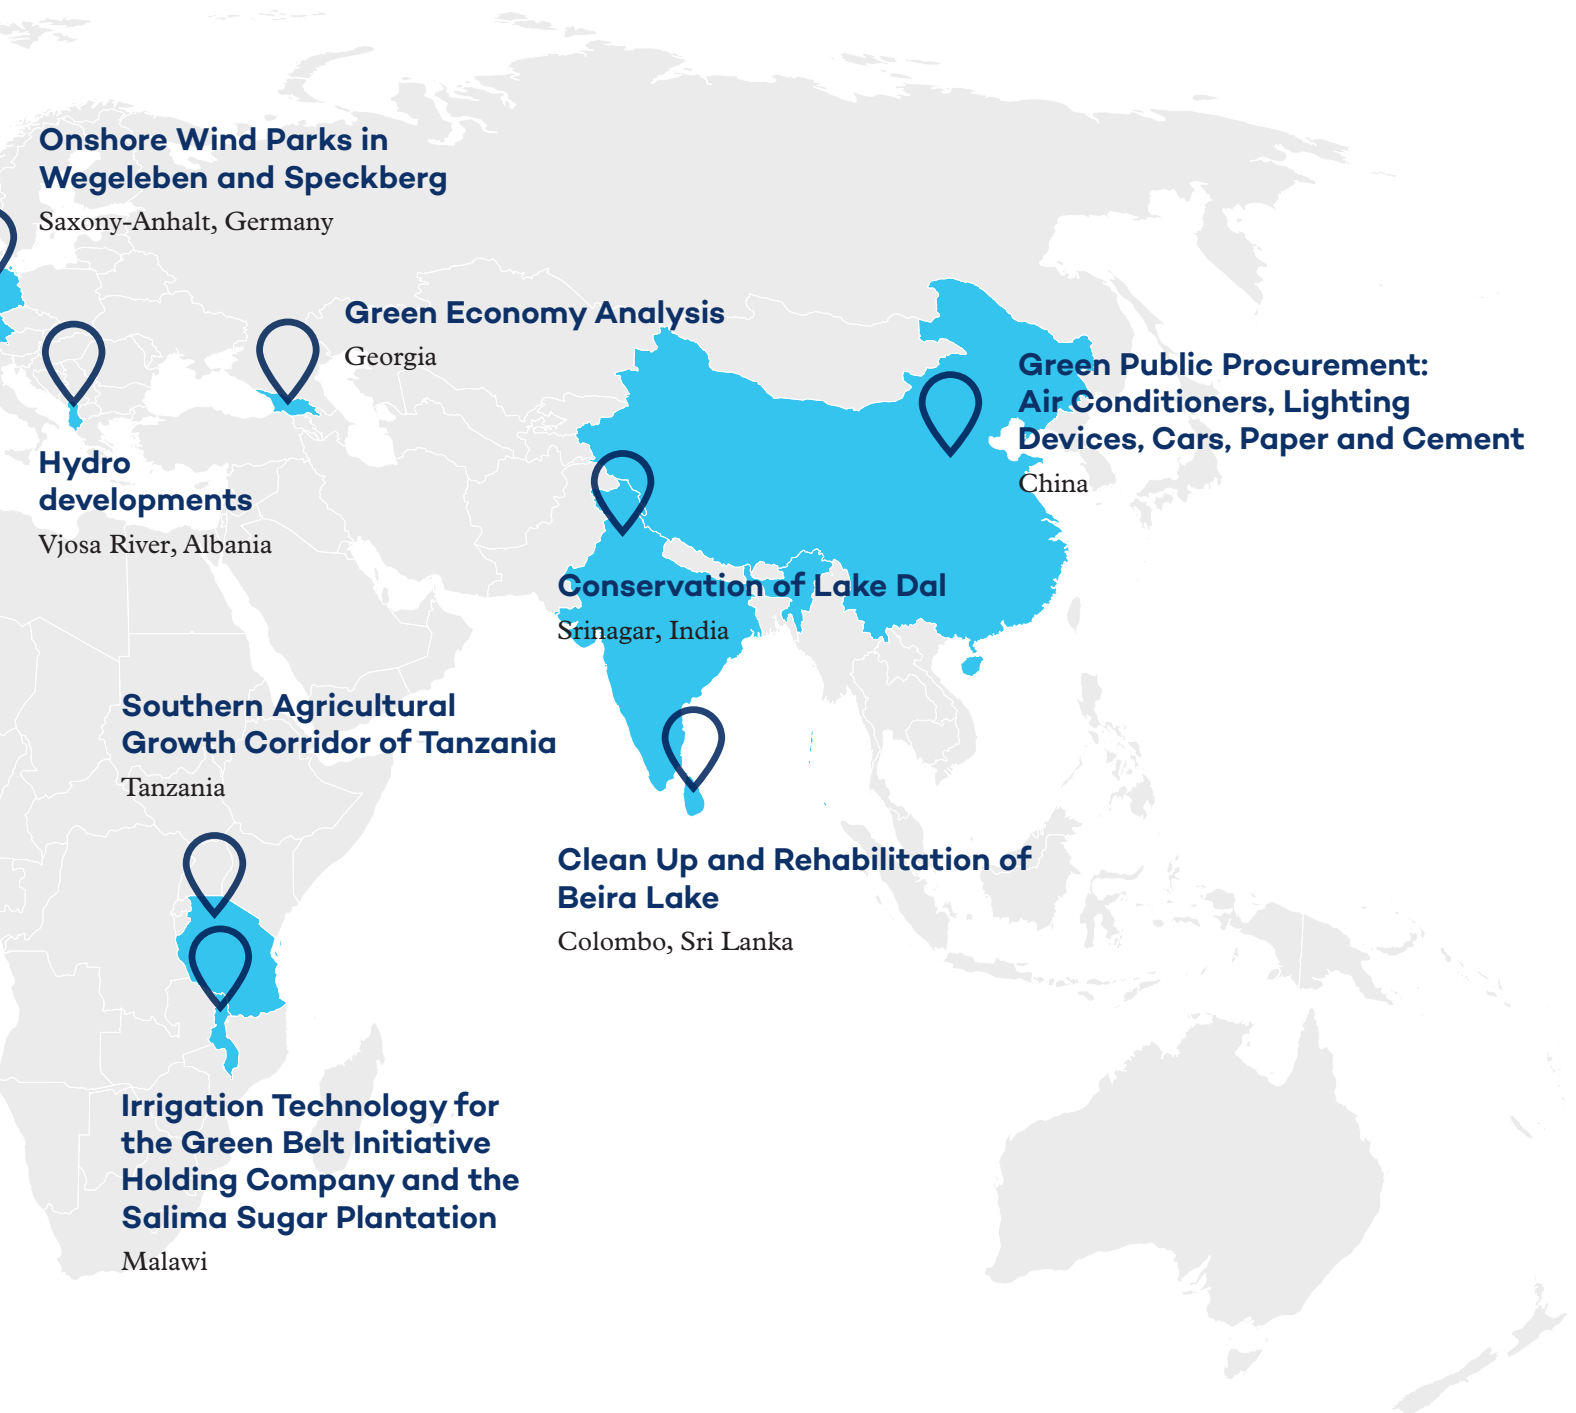 Onshore Wind Parks in
Wegeleben and Speckberg
Saxony-Anhalt, Germany
Green Economy Analysis
Georgia
Green Public Procurement:
Air Conditioners, Lighting
Devices, Cars, Paper and Cement
China
Hydro
developments
Vjosa River, Albania
Conservation of Lake Dal
Srinagar, India
Southern Agricultural
Growth Corridor of Tanzania
Tanzania
Clean Up and Rehabilitation of
Beira Lake
Colombo, Sri Lanka
Irrigation Technology for
the Green Belt Initiative
Holding Company and the
Salima Sugar Plantation
Malawi